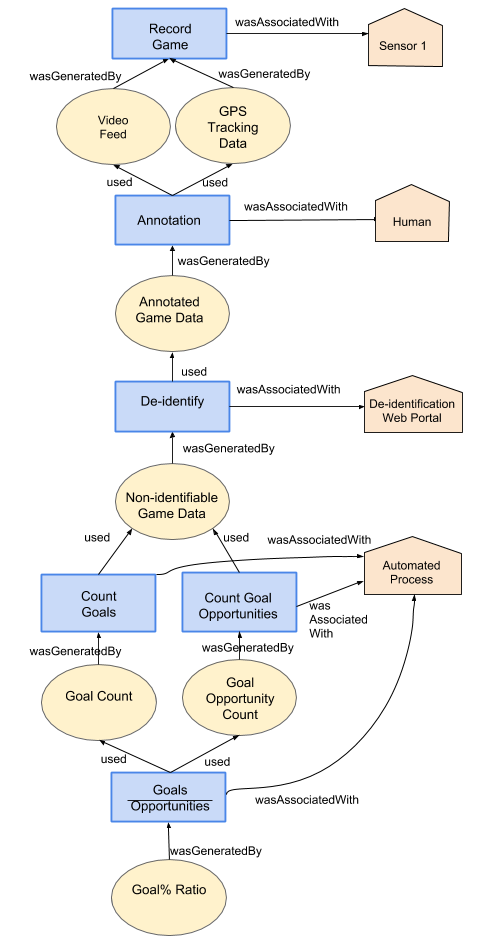 Record
Game
wasAssociatedWith
Sensor 1
wasGeneratedBy
wasGeneratedBy
Video
Feed
GPS
Tracking
Data
used
used
Annotation
wasAssociatedWith
Human
wasGeneratedBy
Annotated
Game Data
used
De-identify
wasAssociatedWith
De-identification
Web Portal
wasGeneratedBy
Non-identifiable
Game Data
used
used
wasAssociatedWith
Automated
Process
Count
Goals
Count Goal
Opportunities
was
Associated
With
wasGeneratedBy
wasGeneratedBy
Goal Count
Goal
Opportunity
Count
used
used
Goals
Opportunities
wasAssociatedWith
wasGeneratedBy
Goal% Ratio